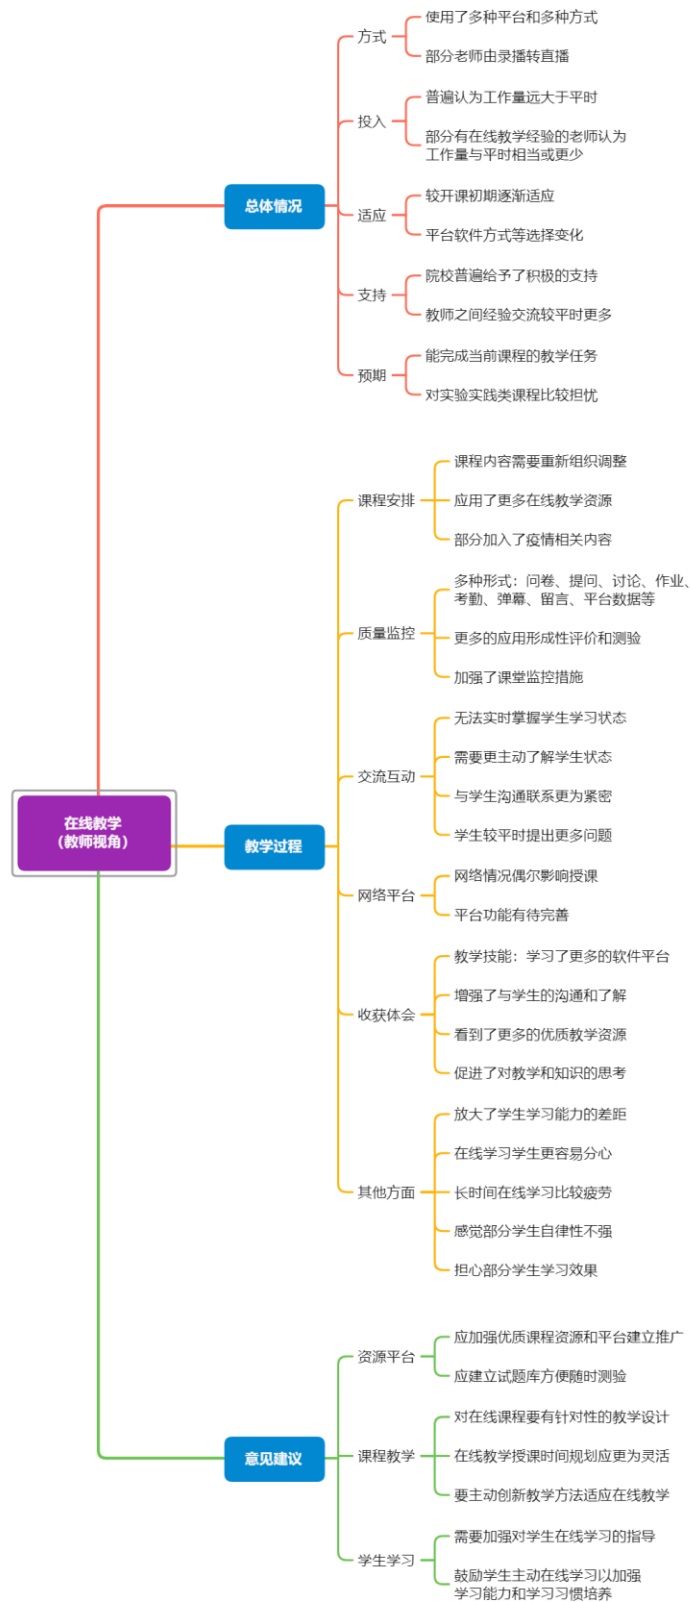 在线教学
（教师视角）
总体情况
方式
使用了多种平台和多种方式
部分老师由录播转直播
投入
普遍认为工作量远大于平时
部分有在线教学经验的老师认为
工作量与平时相当或更少
适应
较开课初期逐渐适应
平台软件方式等选择变化
支持
院校普遍给予了积极的支持
教师之间经验交流较平时更多
预期
能完成当前课程的教学任务
对实验实践类课程比较担忧
教学过程
课程安排
课程内容需要重新组织调整
应用了更多在线教学资源
部分加入了疫情相关内容
质量监控
多种形式：问卷、提问、讨论、作业、
考勤、弹幕、留言、平台数据等
更多的应用形成性评价和测验
加强了课堂监控措施
交流互动
无法实时掌握学生学习状态
需要更主动了解学生状态
与学生沟通联系更为紧密
学生较平时提出更多问题
网络平台
网络情况偶尔影响授课
平台功能有待完善
收获体会
教学技能：学习了更多的软件平台
增强了与学生的沟通和了解
看到了更多的优质教学资源
促进了对教学和知识的思考
其他方面
放大了学生学习能力的差距
在线学习学生更容易分心
长时间在线学习比较疲劳
感觉部分学生自律性不强
担心部分学生学习效果
意见建议
资源平台
应加强优质课程资源和平台建立推广
应建立试题库方便随时测验
课程教学
对在线课程要有针对性的教学设计
在线教学授课时间规划应更为灵活
要主动创新教学方法适应在线教学
学生学习
需要加强对学生在线学习的指导
鼓励学生主动在线学习以加强
学习能力和学习习惯培养